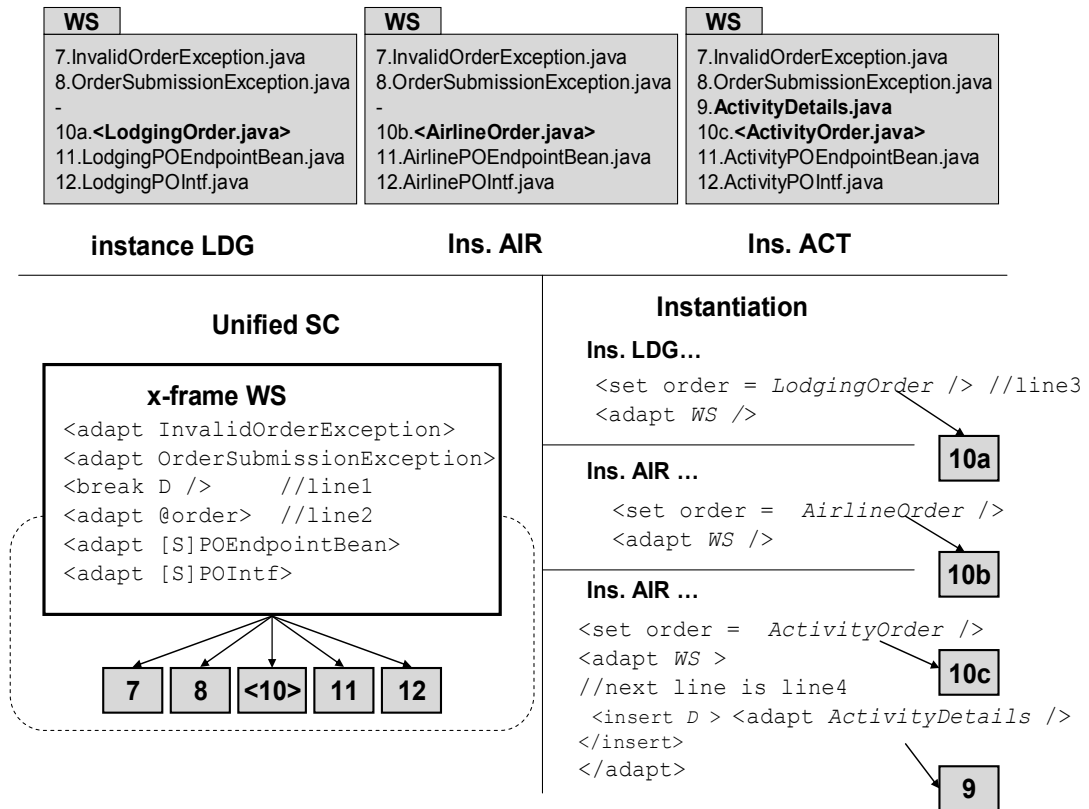 WS
7.InvalidOrderException.java
8.OrderSubmissionException.java
-
10a.<LodgingOrder.java>
11.LodgingPOEndpointBean.java
12.LodgingPOIntf.java
WS
7.InvalidOrderException.java
8.OrderSubmissionException.java
-
10b.<AirlineOrder.java>
11.AirlinePOEndpointBean.java
12.AirlinePOIntf.java
WS
7.InvalidOrderException.java
8.OrderSubmissionException.java
9.ActivityDetails.java
10c.<ActivityOrder.java>
11.ActivityPOEndpointBean.java
12.ActivityPOIntf.java
instance LDG
Ins. AIR
Ins. ACT
Unified SC
x-frame WS
<adapt InvalidOrderException>
<adapt OrderSubmissionException>
<break D /> //line1
<adapt @order> //line2
<adapt [S]POEndpointBean>
<adapt [S]POIntf>
7
8
<10>
11
12
Instantiation
Ins. LDG…
<set order = LodgingOrder /> //line3
<adapt WS />
10a
Ins. AIR …
<set order = AirlineOrder />
<adapt WS />
10b
Ins. AIR …
<set order = ActivityOrder />
<adapt WS >
10c
//next line is line4
<insert D > <adapt ActivityDetails />
</insert>
</adapt>
9